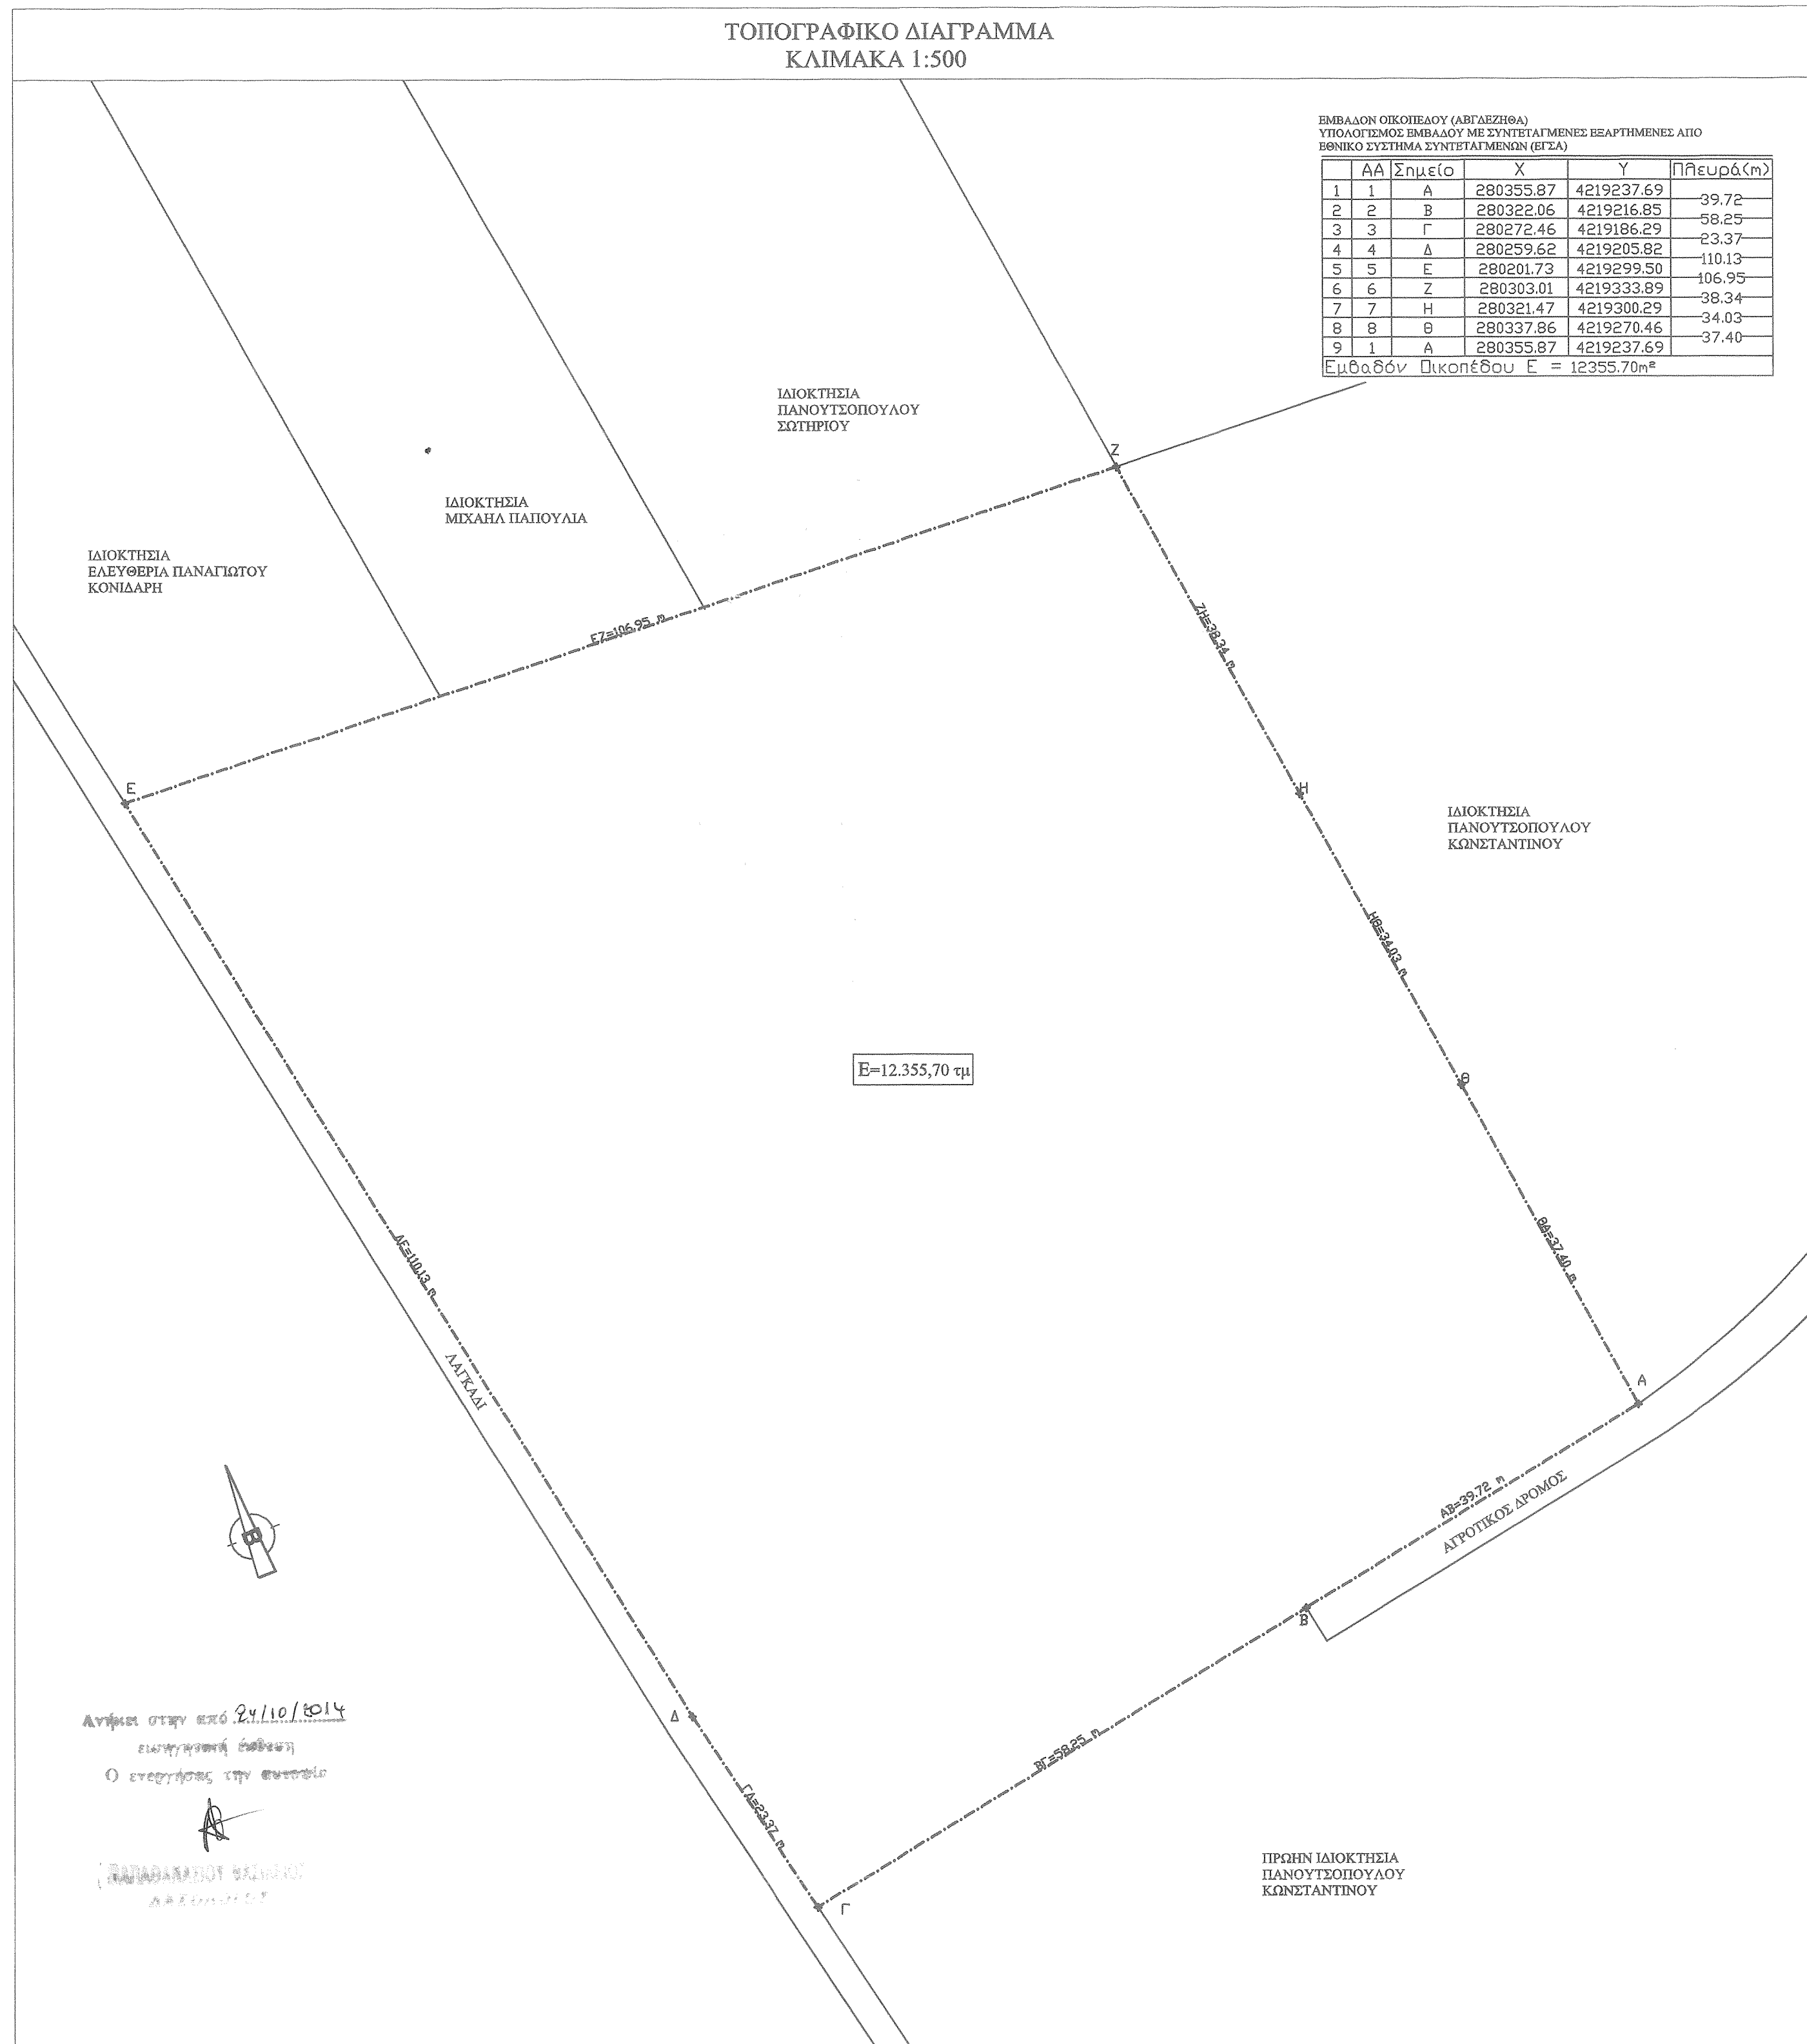 ΤΟΠΟΓΡΑΦΙΚΟ ΔΙΑΓΡΑΜΜΑ
ΚΛΙΜΑΚΑ 1:500
ΕΜΒΑΔΟΝ ΟΙΚΟΠΕΔΟΥ (ΑΒΓΔΕΖΗΘΑ)
ΥΠΟΛΟΓΙΣΜΟΣ ΕΜΒΑΔΟΥ ΜΕ ΣΥΝΤΕΤΑΓΜΕΝΕΣ ΕΞΑΡΤΗΜΕΝΕΣ ΑΠΟ
ΕΘΝΙΚΟ ΣΥΣΤΗΜΑ ΣΥΝΤΕΤΑΓΜΕΝΩΝ (ΕΓΣΑ)
ΑΑ Σημείο Χ Υ Πλευρά(m)
1 1 Α 280355.87 4219237.69
39.72
2 2 Β 280322.06 4219216.85
58.25
3 3 Γ 280272.46 4219186.29
23.37
4 4 Δ 280259.62 4219205.82
110.13
5 5 Ε 280201.73 4219299.50
106.95
6 6 Ζ 280303.01 4219333.89
38.34
7 7 Η 280321.47 4219300.29
34.03
8 8 Θ 280337.86 4219270.46
37.40
9 1 Α 280355.87 4219237.69
Εμβαδόν Οικοπέδου Ε = 12355.70m²
ΙΔΙΟΚΤΗΣΙΑ
ΠΑΝΟΥΤΣΟΠΟΥΛΟΥ
ΣΩΤΗΡΙΟΥ
Ζ
ΙΔΙΟΚΤΗΣΙΑ
ΜΙΧΑΗΛ ΠΑΠΟΥΛΙΑ
ΙΔΙΟΚΤΗΣΙΑ
ΕΛΕΥΘΕΡΙΑ ΠΑΝΑΓΙΩΤΟΥ
ΚΟΝΙΔΑΡΗ
ΕΖ=106.95 m
ΖΗ=38.34 m
Ε
Η
ΙΔΙΟΚΤΗΣΙΑ
ΠΑΝΟΥΤΣΟΠΟΥΛΟΥ
ΚΩΝΣΤΑΝΤΙΝΟΥ
ΗΘ=34.03 m
Ε=12.355,70 τμ
Θ
ΔΕ=110.13 m
ΘΑ=37.40 m
ΛΑΓΚΑΔΙ
Α
ΑΒ=39.72 m
ΑΓΡΟΤΙΚΟΣ ΔΡΟΜΟΣ
Β
Β
Δ
Ανήκει στην από 24/10/2014
εισηγητική έκθεση
Ο ενεργήσας την αυτοψία
ΒΓ=58.25 m
ΓΔ=23.37 m
Γ
ΠΡΩΗΝ ΙΔΙΟΚΤΗΣΙΑ
ΠΑΝΟΥΤΣΟΠΟΥΛΟΥ
ΚΩΝΣΤΑΝΤΙΝΟΥ